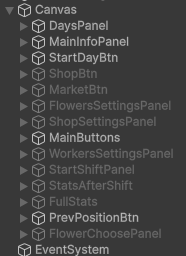 Canvas
DaysPanel
MainInfoPanel
StartDayBtn
ShopBtn
MarketBtn
FlowersSettingsPanel
ShopSettingsPanel
MainButtons
WorkersSettingsPanel
StartShiftPanel
StatsAfterShift
FullStats
PrevPositionBtn
FlowerChoosePanel
EventSystem